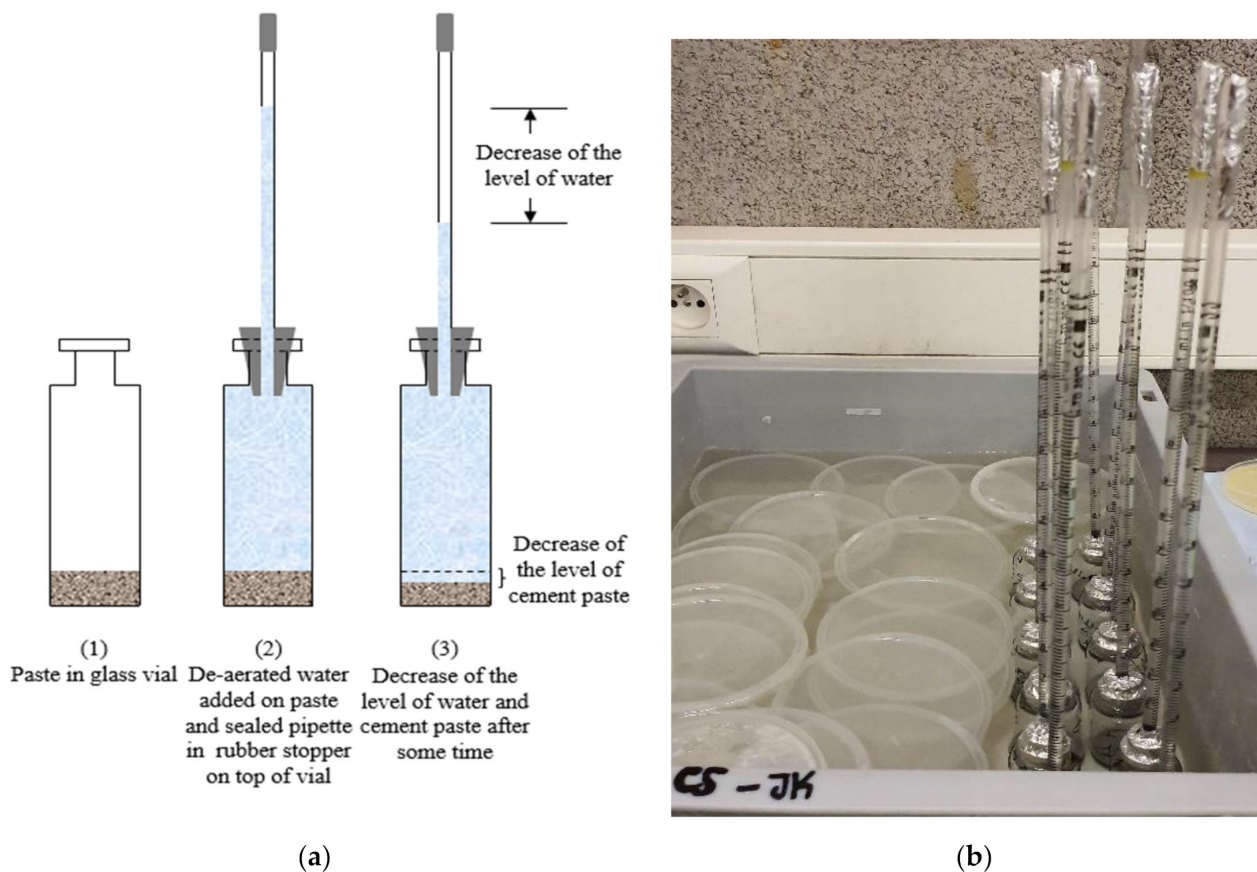 Decrease of the
level of water
Decrease of
the level of
cement paste
(1)
Paste in glass vial
(2)
De-aerated water
added on paste
and sealed pipette
in rubber stopper
on top of vial
(3)
Decrease of the
level of water and
cement paste after
some time
CS - JK
(a)
(b)